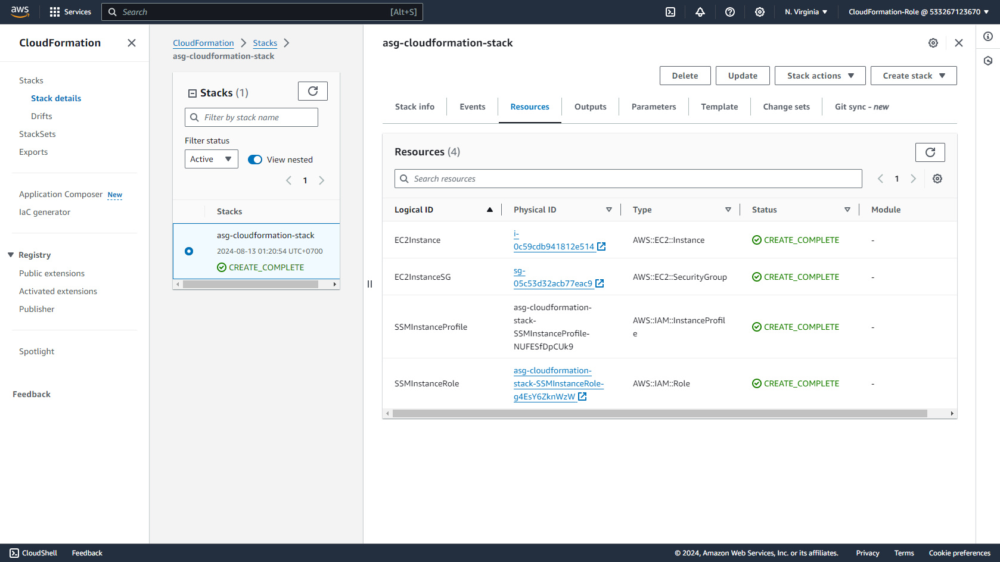 aws
Services
Search
[Alt+S]
N. Virginia
CloudFormation-Role @ 533267123670
CloudFormation
Stacks
Stack details
Drifts
StackSets
Exports
Application Composer New
IaC generator
Registry
Public extensions
Activated extensions
Publisher
Spotlight
Feedback
CloudFormation
Stacks
asg-cloudformation-stack
Stacks (1)
Filter by stack name
Filter status
Active
View nested
1
Stacks
asg-cloudformation-stack
2024-08-13 01:20:54 UTC+0700
CREATE_COMPLETE
asg-cloudformation-stack
Delete
Update
Stack actions
Create stack
Stack info
Events
Resources
Outputs
Parameters
Template
Change sets
Git sync - new
Resources (4)
Search resources
1
Logical ID
Physical ID
Type
Status
Module
EC2Instance
i-
0c59cdb941812e514
AWS::EC2::Instance
CREATE_COMPLETE
-
EC2InstanceSG
sg-
05c53d32acb77eac9
AWS::EC2::SecurityGroup
CREATE_COMPLETE
-
SSMInstanceProfile
asg-cloudformation-
stack-
SSMInstanceProfile-
NUFESfDpCUk9
AWS::IAM::InstanceProfil
e
CREATE_COMPLETE
-
SSMInstanceRole
asg-cloudformation-
stack-SSMInstanceRole-
g4EsY6ZknWzW
AWS::IAM::Role
CREATE_COMPLETE
-
CloudShell
Feedback
© 2024, Amazon Web Services, Inc. or its affiliates.
Privacy
Terms
Cookie preferences